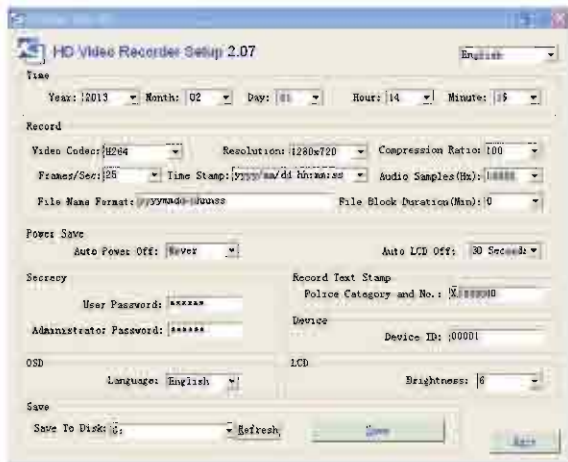 HD Video Recorder Setup 2.07
English
Time
Year: 2013 Month: 02 Day: Hour: 14 Minute:
Record
Video Codec: H264 Resolution: 1280x720 Compression Ratio: 100
Frames/Sec: 25 Time Stamp: yyyy/mm/dd hh:mm:ss Audio Samples(Hz):
File Name Format: File Block Duration(Min): 0
Power Save
Auto Power Off: Never Auto LCD Off: 30 Seconds
Secrecy
User Password: ******
Administrator Password: ******
Record Text Stamp
Police Category and No.:
Device
Device ID: 00001
OSD
Language: English
LCD
Brightness: 6
Save
Save To Disk: G: Refresh Save